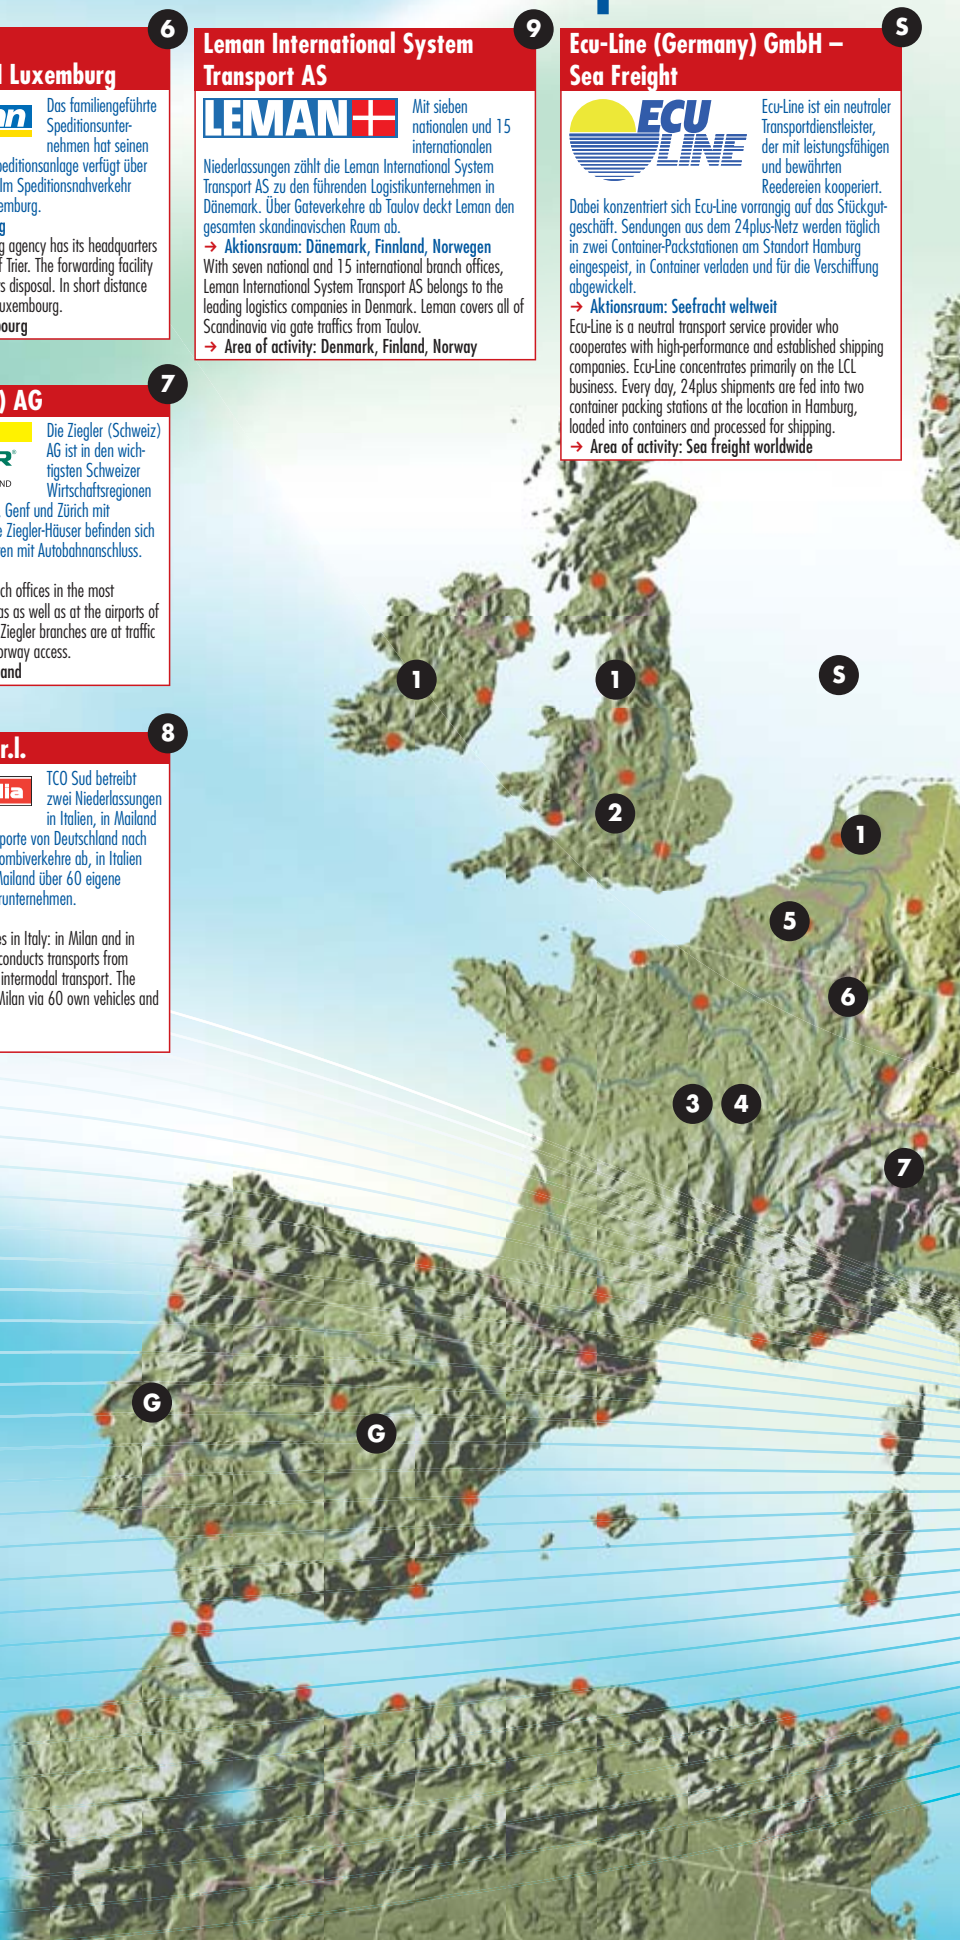 6
l Luxemburg
Das familiengeführte
Speditionsunter-
nehmen hat seinen
peditionsanlage verfügt über
Im Speditionsnahverkehr
emburg.
g
g agency has its headquarters
f Trier. The forwarding facility
s disposal. In short distance
uxembourg.
ourg
7
) AG
Die Ziegler (Schweiz)
AG ist in den wich-
tigsten Schweizer
Wirtschaftsregionen
Genf und Zürich mit
e Ziegler-Häuser befinden sich
en mit Autobahnanschluss.
R
ND
ch offices in the most
as as well as at the airports of
Ziegler branches are at traffic
orway access.
and
8
r.l.
lia
TCO Sud betreibt
zwei Niederlassungen
in Italien, in Mailand
porte von Deutschland nach
ombiverkehre ab, in Italien
Mailand über 60 eigene
runternehmen.
es in Italy: in Milan and in
conducts transports from
intermodal transport. The
Milan via 60 own vehicles and
9
Leman International System
Transport AS
LEMAN
Mit sieben
nationalen und 15
internationalen
Niederlassungen zählt die Leman International System
Transport AS zu den führenden Logistikunternehmen in
Dänemark. Über Gateverkehre ab Taulov deckt Leman den
gesamten skandinavischen Raum ab.
→ Aktionsraum: Dänemark, Finnland, Norwegen
With seven national and 15 international branch offices,
Leman International System Transport AS belongs to the
leading logistics companies in Denmark. Leman covers all of
Scandinavia via gate traffics from Taulov.
→ Area of activity: Denmark, Finland, Norway
S
Ecu-Line (Germany) GmbH –
Sea Freight
ECU
LINE
Ecu-Line ist ein neutraler
Transportdienstleister,
der mit leistungsfähigen
und bewährten
Reedereien kooperiert.
Dabei konzentriert sich Ecu-Line vorrangig auf das Stückgut-
geschäft. Sendungen aus dem 24plus-Netz werden täglich
in zwei Container-Packstationen am Standort Hamburg
eingespeist, in Container verladen und für die Verschiffung
abgewickelt.
→ Aktionsraum: Seefracht weltweit
Ecu-Line is a neutral transport service provider who
cooperates with high-performance and established shipping
companies. Ecu-Line concentrates primarily on the LCL
business. Every day, 24plus shipments are fed into two
container packing stations at the location in Hamburg,
loaded into containers and processed for shipping.
→ Area of activity: Sea freight worldwide
1
1
S
2
1
5
6
3 4
7
G
G